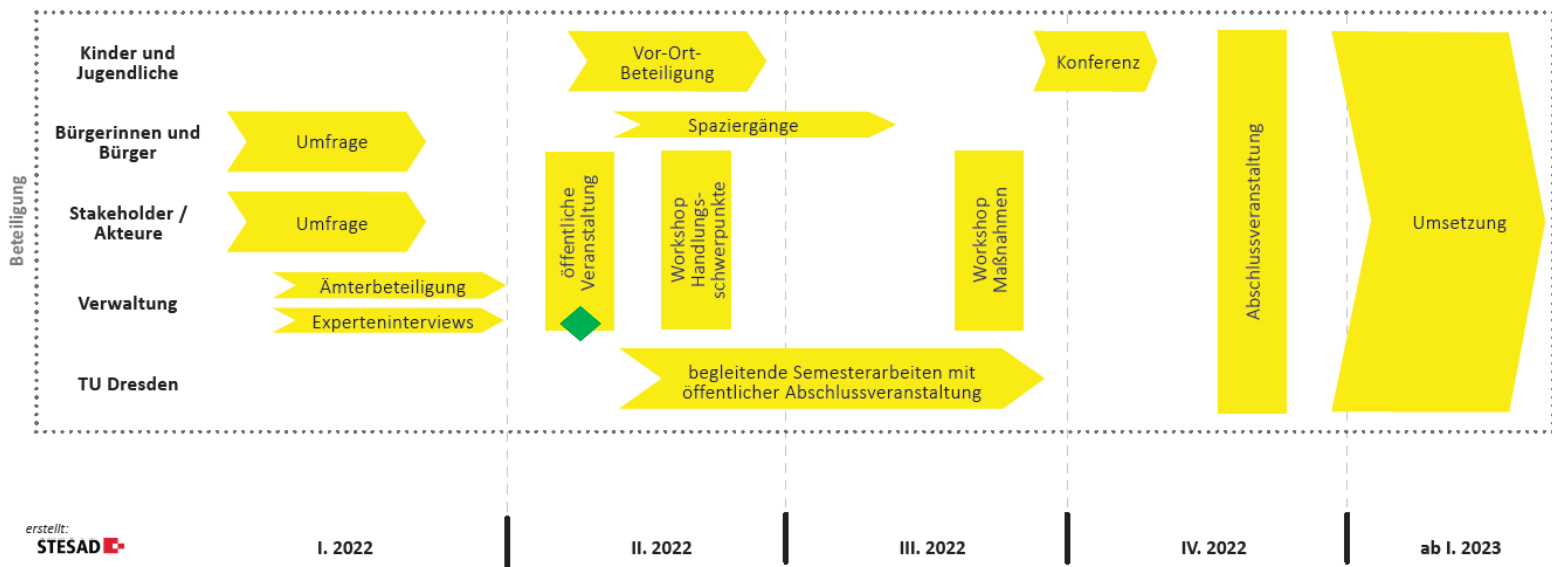 Beteiligung
Kinder und
Jugendliche
Vor-Ort-
Beteiligung
Konferenz
Bürgerinnen und
Bürger
Umfrage
Spaziergänge
Stakeholder /
Akteure
Umfrage
öffentliche
Veranstaltung
Workshop
Handlungs-
schwerpunkte
Workshop
Maßnahmen
Abschlussveranstaltung
Umsetzung
Verwaltung
Ämterbeteiligung
Experteninterviews
TU Dresden
begleitende Semesterarbeiten mit
öffentlicher Abschlussveranstaltung
erstellt:
STESAD
I. 2022
II. 2022
III. 2022
IV. 2022
ab I. 2023